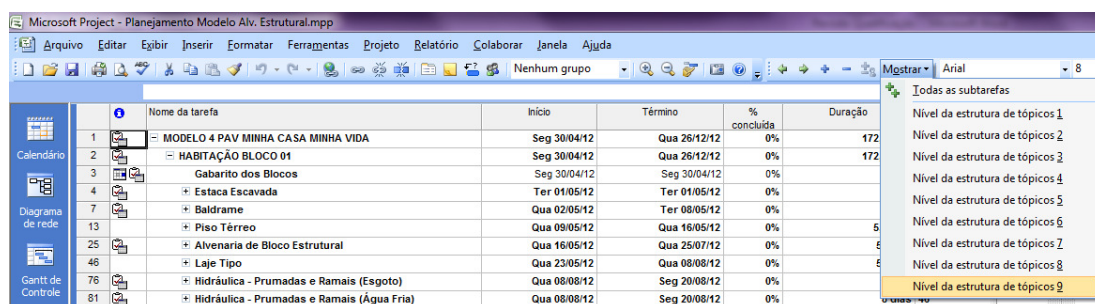 Microsoft Project - Planejamento Modelo Alv. Estrutural.mpp
Arquivo Editar Exibir Inserir Formatar Ferramentas Projeto Relatório Colaborar Janela Ajuda
Nenhum grupo Mostrar Arial 8
Todas as subtarefas
Nome da tarefa Início Término % concluída Duração Nível da estrutura de tópicos 1
1 MODELO 4 PAV MINHA CASA MINHA VIDA Seg 30/04/12 Qua 26/12/12 0% 172 Nível da estrutura de tópicos 2
Calendário 2 HABITAÇÃO BLOCO 01 Seg 30/04/12 Qua 26/12/12 0% 172 Nível da estrutura de tópicos 3
3 Gabarito dos Blocos Seg 30/04/12 Seg 30/04/12 0% Nível da estrutura de tópicos 4
4 Estaca Escavada Ter 01/05/12 Ter 01/05/12 0% Nível da estrutura de tópicos 5
Diagrama de rede 7 Baldrame Qua 02/05/12 Ter 08/05/12 0% Nível da estrutura de tópicos 6
13 Piso Térreo Qua 09/05/12 Qua 16/05/12 0% 5 Nível da estrutura de tópicos 7
25 Alvenaria de Bloco Estrutural Qua 16/05/12 Qua 25/07/12 0% 5 Nível da estrutura de tópicos 8
46 Laje Tipo Qua 23/05/12 Qua 08/08/12 0% 5
Gantt de Controle 76 Hidráulica - Prumadas e Ramais (Esgoto) Qua 08/08/12 Seg 20/08/12 0% Nível da estrutura de tópicos 9
81 Hidráulica - Prumadas e Ramais (Água Fria) Qua 08/08/12 Seg 20/08/12 0%